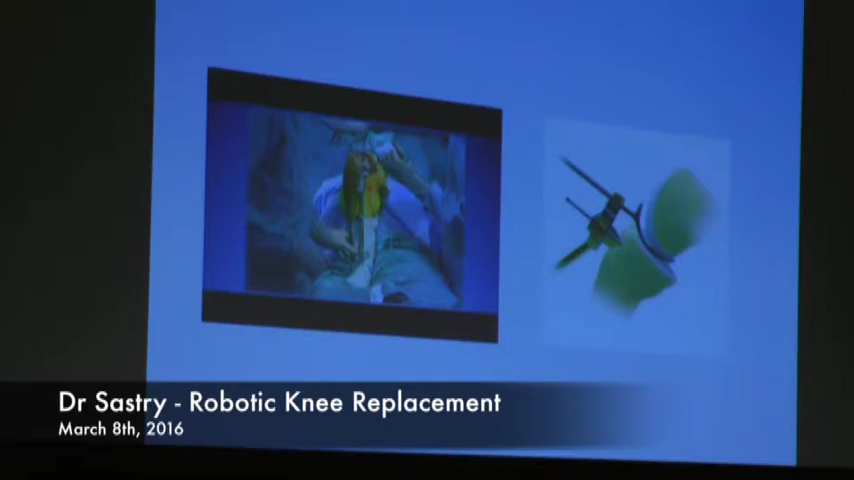 Dr Sastry - Robotic Knee Replacement
March 8th, 2016